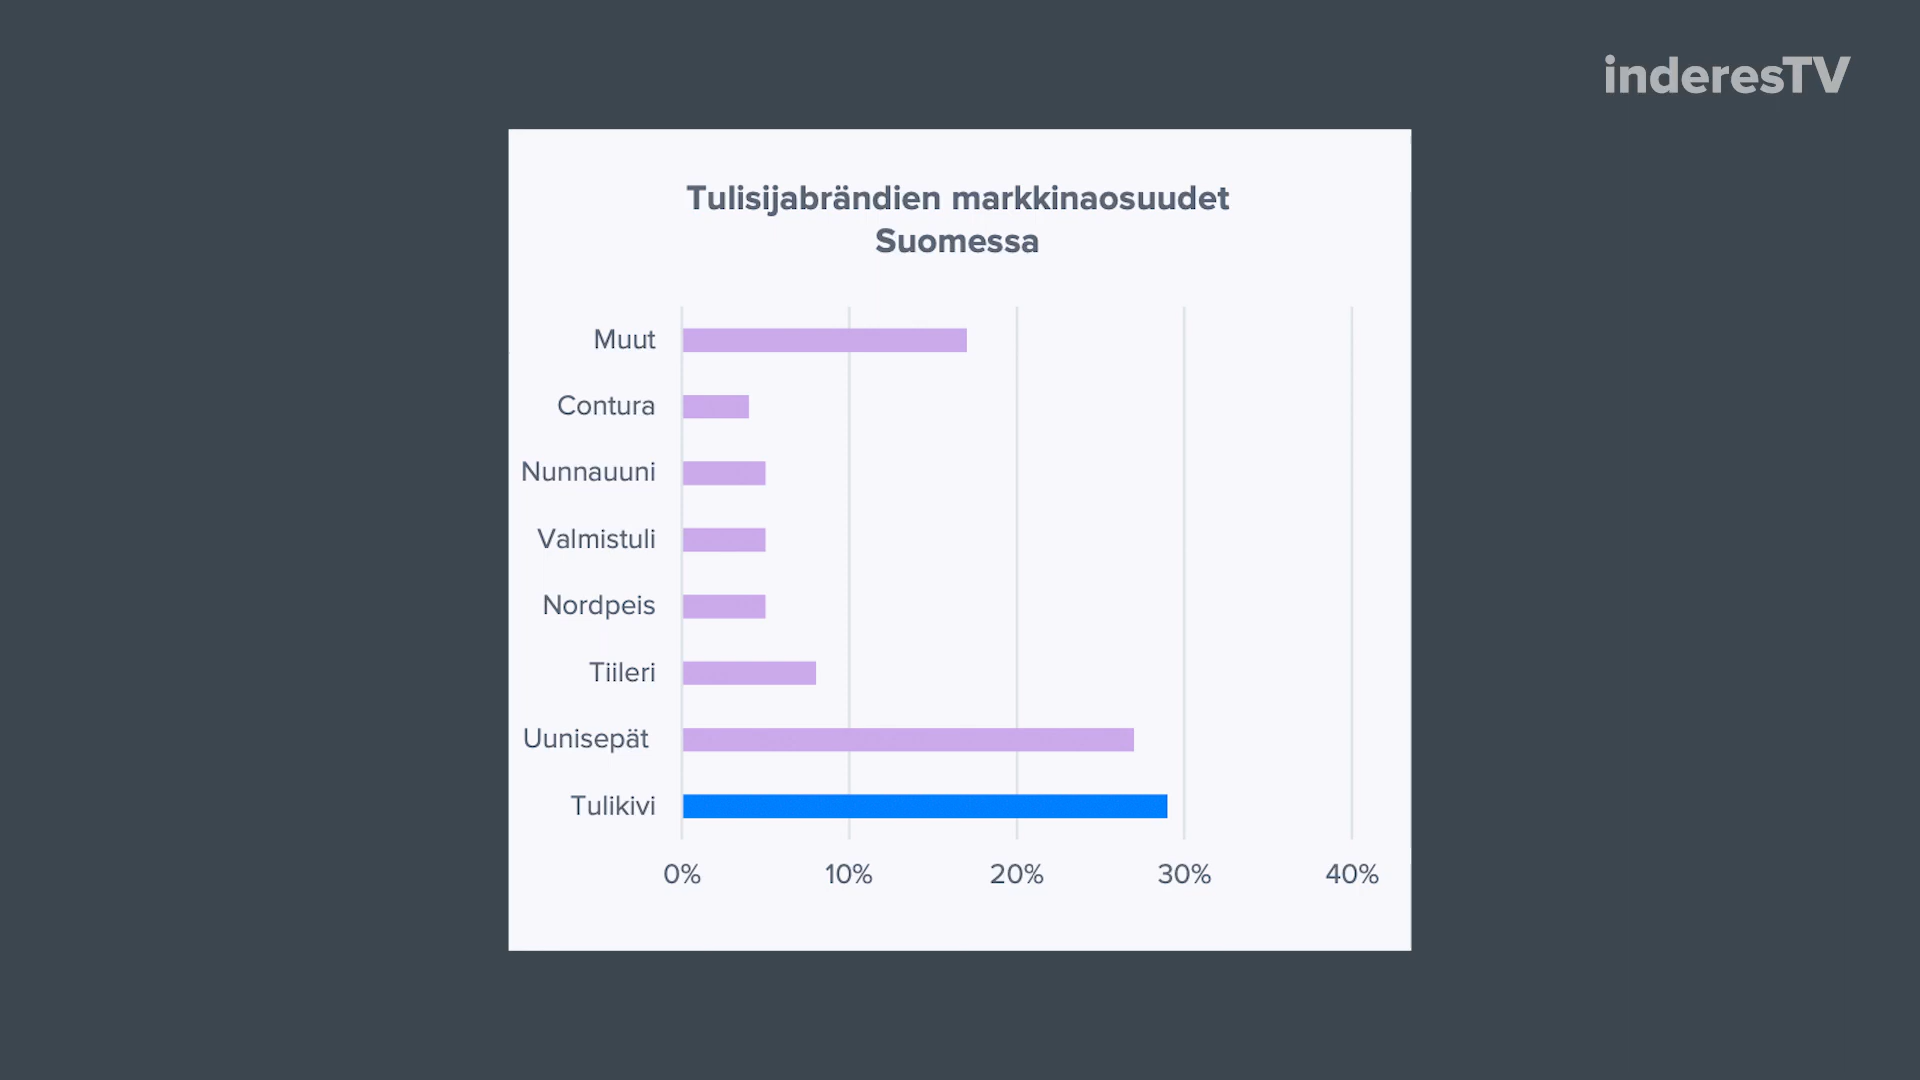 inderesTV
Tulisijabrändien markkinaosuudet
Suomessa
Muut
Contura
Nunnauuni
Valmistuli
Nordpeis
Tiileri
Uunisepät
Tulikivi
0% 10% 20% 30% 40%